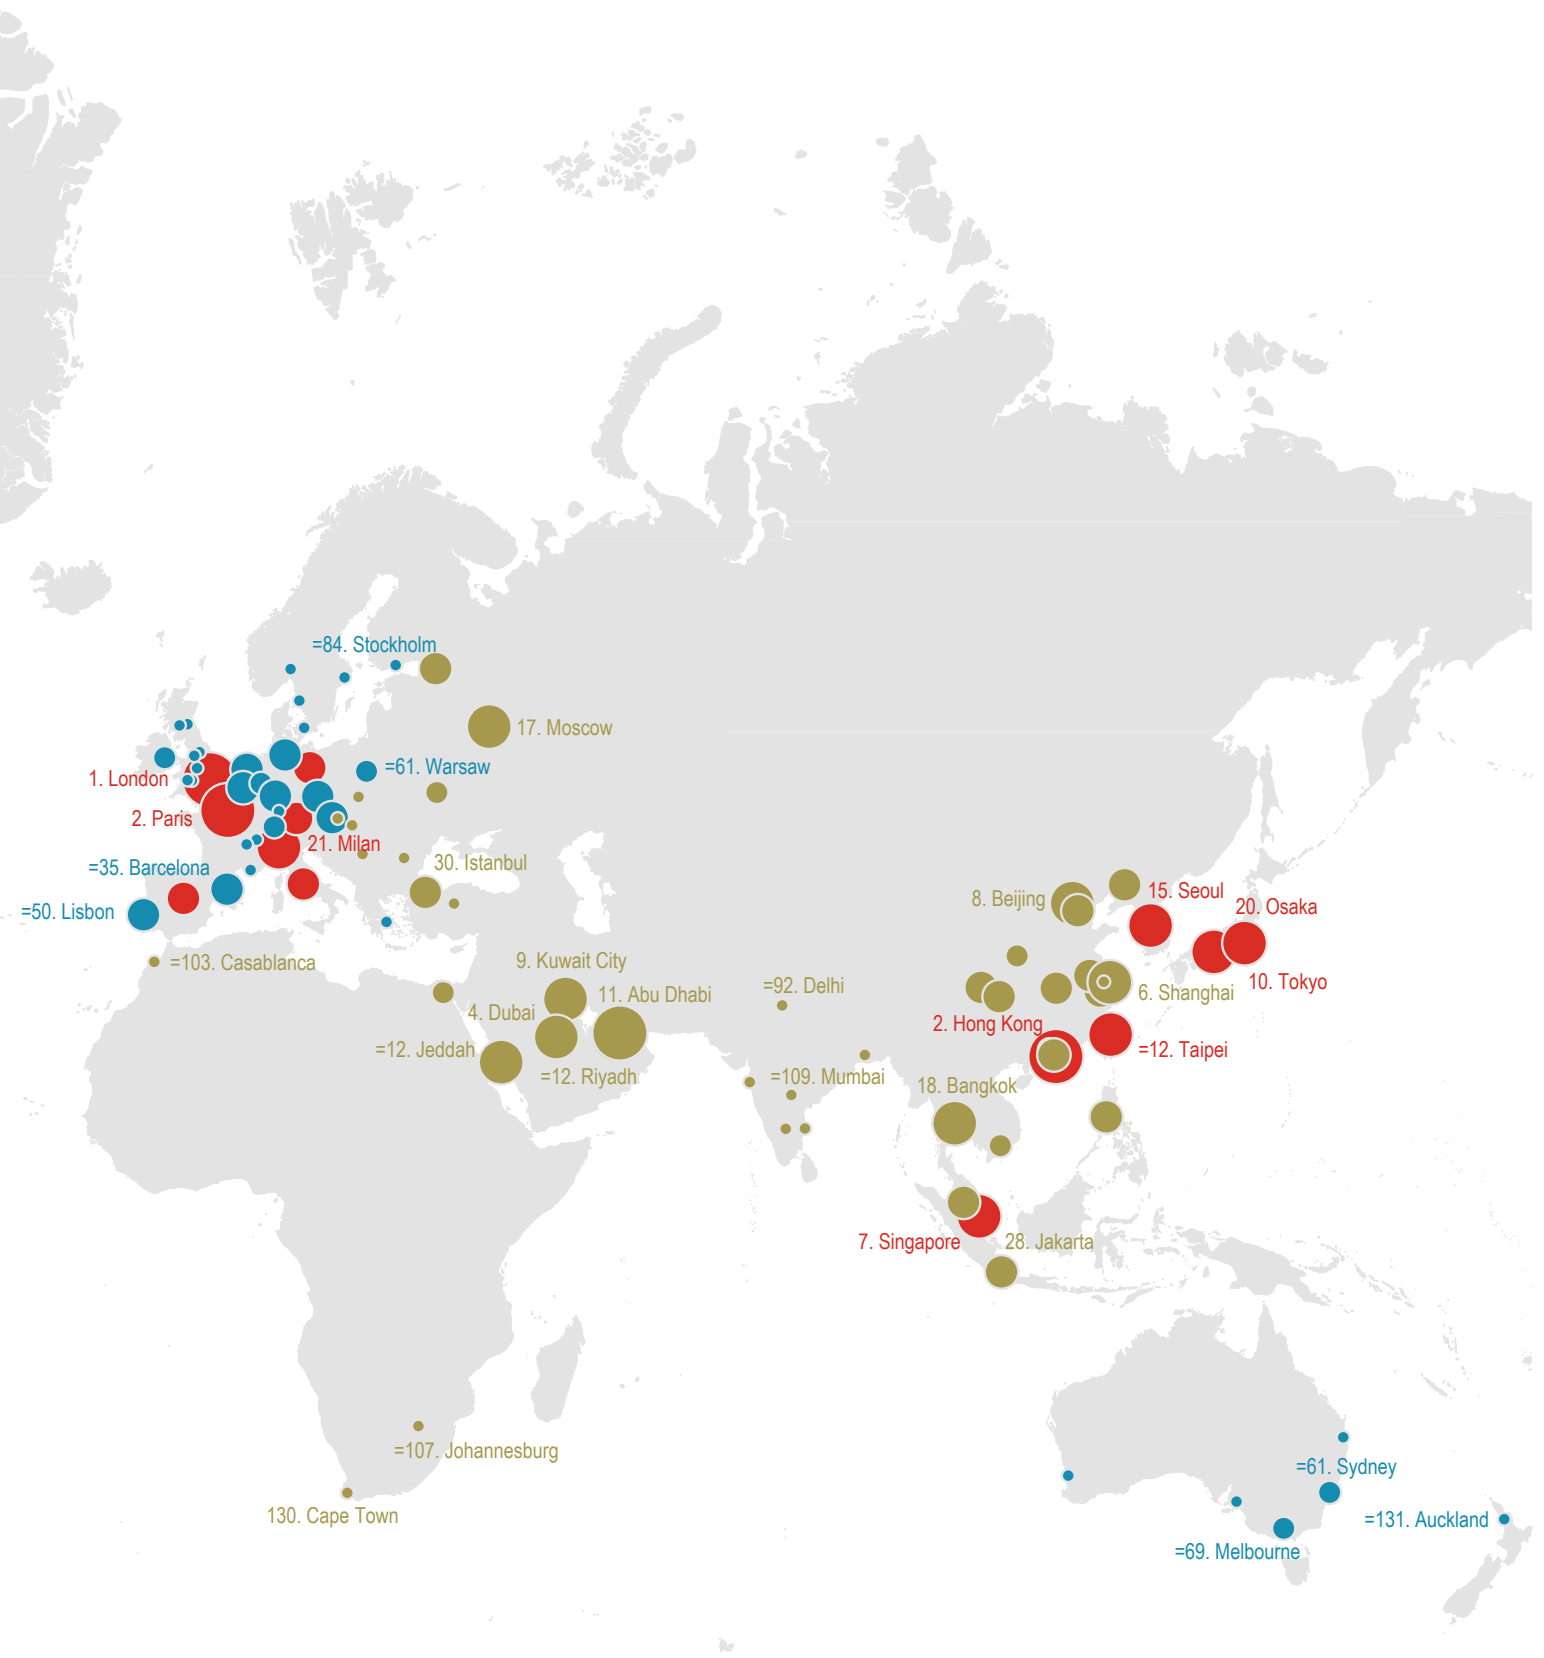 =84. Stockholm
17. Moscow
=61. Warsaw
1. London
2. Paris
21. Milan
=35. Barcelona
30. Istanbul
=50. Lisbon
8. Beijing
15. Seoul
20. Osaka
=103. Casablanca
9. Kuwait City
11. Abu Dhabi
=92. Delhi
10. Tokyo
6. Shanghai
4. Dubai
2. Hong Kong
=12. Jeddah
=12. Taipei
=12. Riyadh
=109. Mumbai
18. Bangkok
7. Singapore
28. Jakarta
=107. Johannesburg
=61. Sydney
130. Cape Town
=131. Auckland
=69. Melbourne